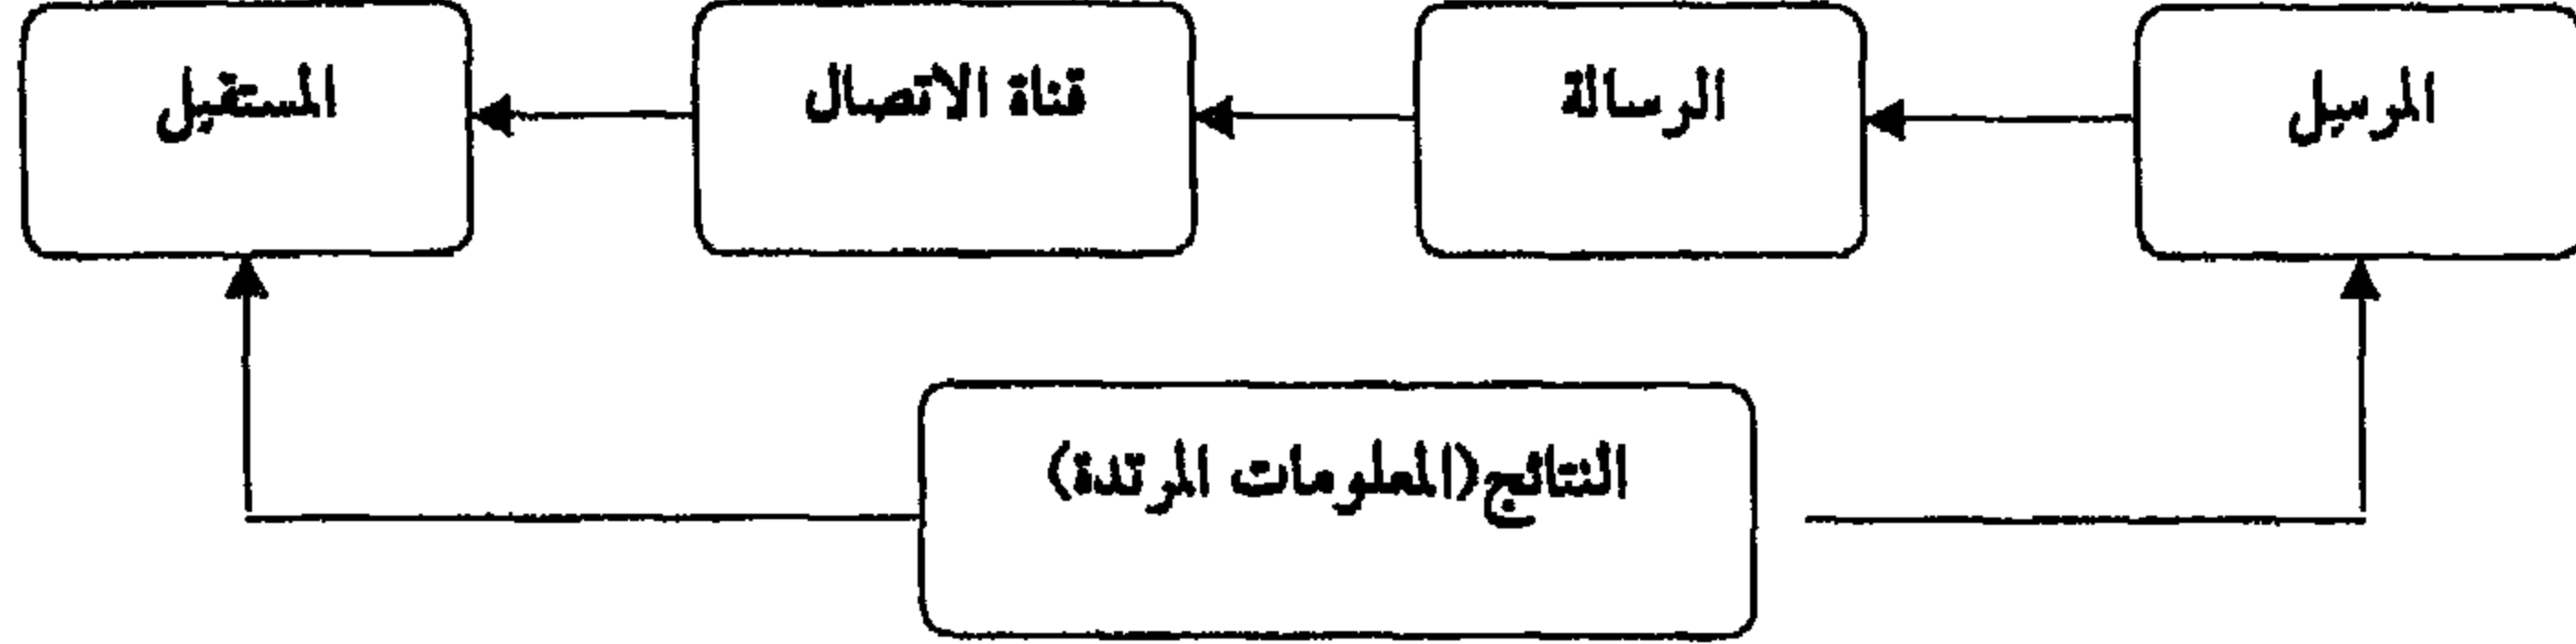 المرسل
الرسالة
قناة الاتصال
المستقبل
النتائج(المعلومات المرتدة)